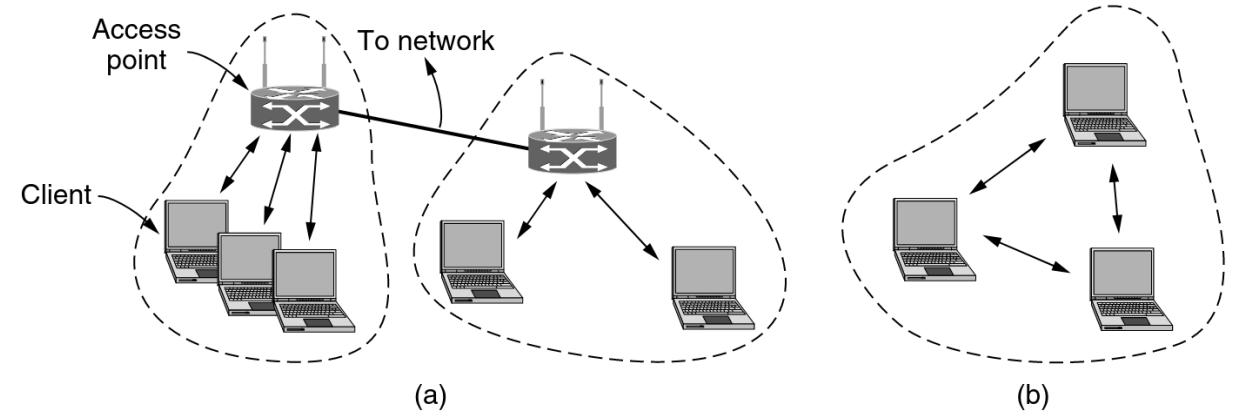 Access
point
To network
Client
(a)
(b)